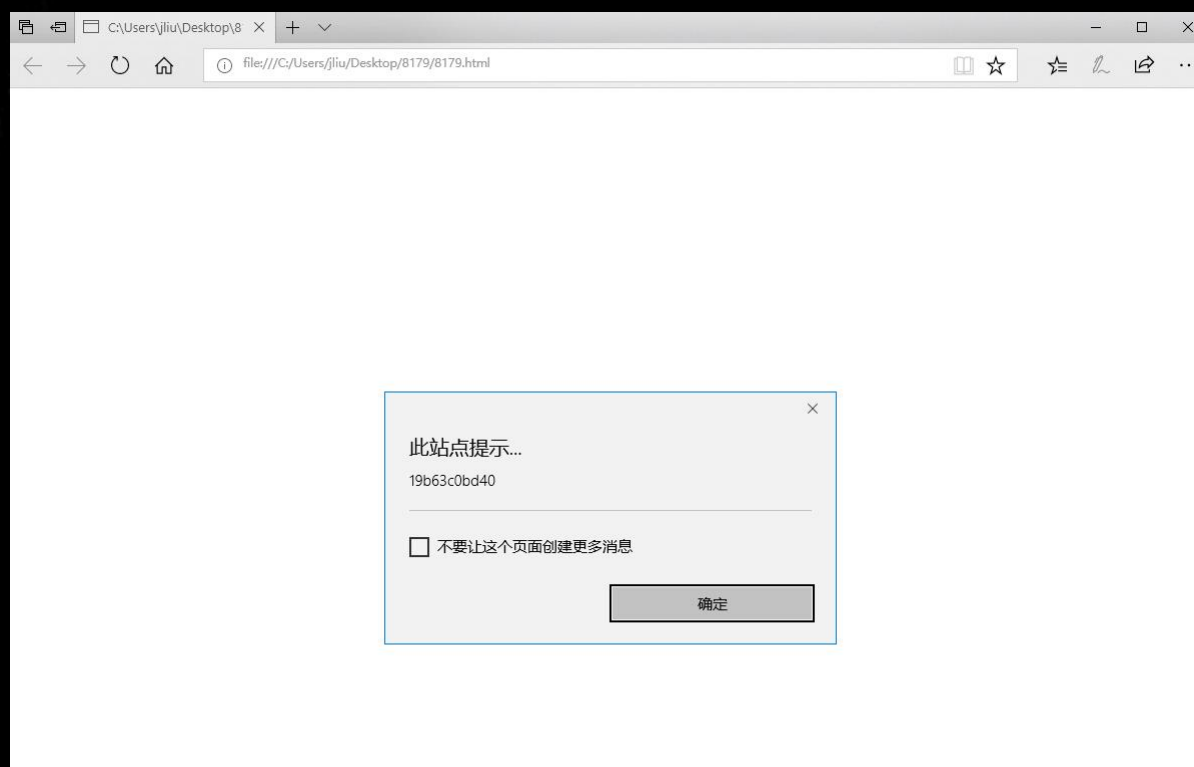 C:\Users\jliu\Desktop\8
file:///C:/Users/jliu/Desktop/8179/8179.html
此站点提示...
19b63c0bd40
不要让这个页面创建更多消息
确定